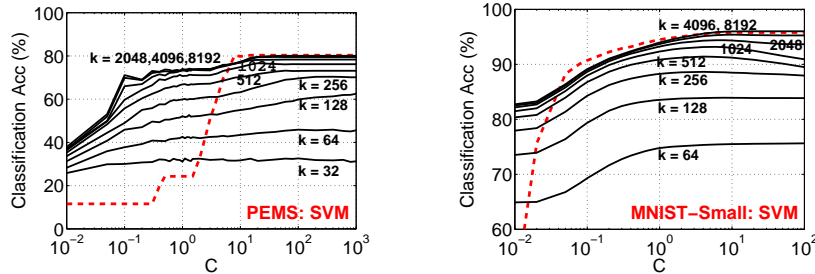 Classification Acc (%)
100
80
60
40
20
0
k = 2048,4096,8192
1024
512
k = 256
k = 128
k = 64
k = 32
PEMS: SVM
10^-2
10^-1
10^0
10^1
10^2
10^3
C
Classification Acc (%)
100
90
80
70
60
k = 4096, 8192
1024
2048
k = 512
k = 256
k = 128
k = 64
MNIST-Small: SVM
10^-2
10^-1
10^0
10^1
10^2
C